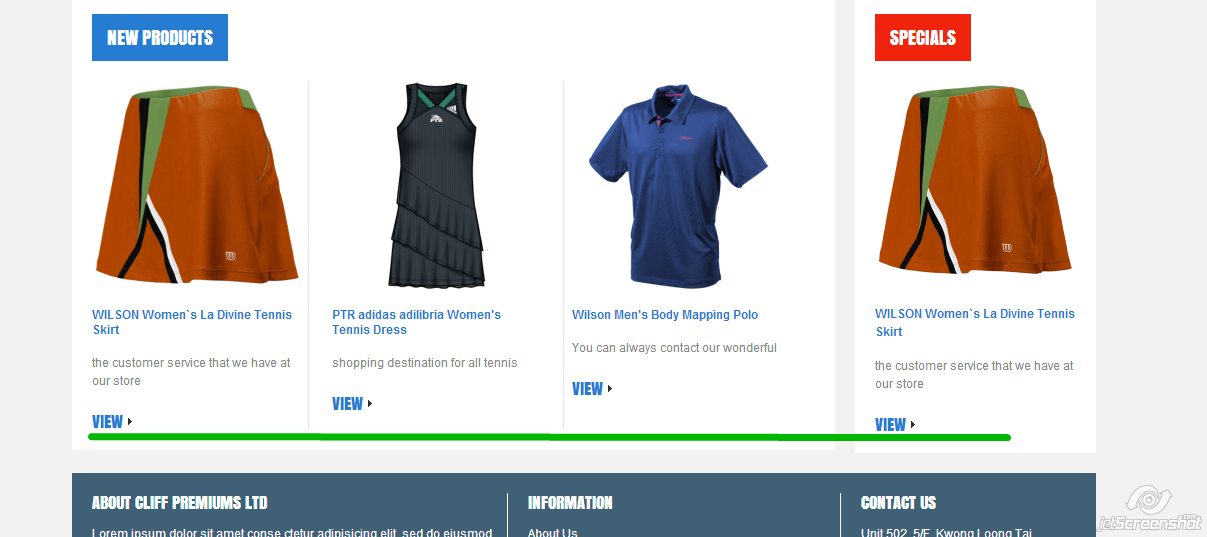 NEW PRODUCTS
SPECIALS
PTR
WILSON Women`s La Divine Tennis
Skirt
the customer service that we have at
our store
VIEW
PTR adidas adilibria Women's
Tennis Dress
shopping destination for all tennis
VIEW
Wilson Men's Body Mapping Polo
You can always contact our wonderful
VIEW
WILSON Women`s La Divine Tennis
Skirt
the customer service that we have at
our store
VIEW
ABOUT CLIFF PREMIUMS LTD
Lorem ipsum dolor sit amet conse ctetur adipisicing elit, sed do eiusmod
INFORMATION
About Us
CONTACT US
Unit 502, 5/F, Kwong Loong Tai
jetScreenshot.com